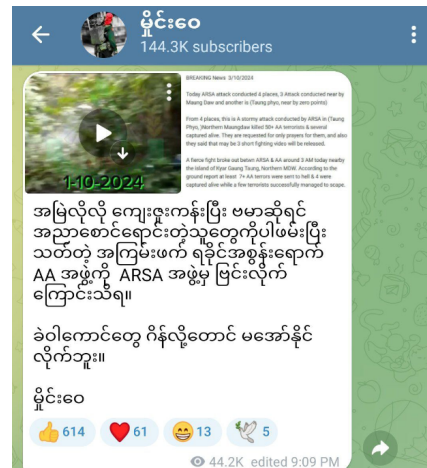 မှိုင်းဝေ
144.3K subscribers
BREAKING News 3/10/2024
Today ARSA attack conducted 4 places, 3 Attack conducted near by
Maung Daw and another is (Taung phyo, near by zero points)
From 4 places, this is A stormy attack conducted by ARSA in (Taung
Phyo, )Northern Maungdaw killed 50+ AA terrorists & several
captured alive. They are requested for only prayers for them, and also
they said that may be 3 short fighting video will be released.
A fierce fight broke out betien ARSA & AA around 3 AM today nearby
the island of Kyar Gaung Taung, Northern MDW. According to the
ground report at least 7+ AA terrors were sent to hell & 4 were
captured alive while a few terrorists successfully managed to scape.
1-10-2024
အမြဲလိုလို ကျေးဇူးကန်းပြီး ဗမာဆိုရင်
အညာစောင်ရောင်းတဲ့သူတွေကိုပါဖမ်းပြီး
သတ်တဲ့ အကြမ်းဖက် ရခိုင်အစွန်းရောက်
AA အဖွဲ့ကို ARSA အဖွဲ့မှ ဗြင်းလိုက်
ကြောင်းသိရ။
ခဲဝါကောင်တွေ ဂိန်လို့တောင် မအော်နိုင်
လိုက်ဘူး။
မှိုင်းဝေ
614 61 13 5
44.2K edited 9:09 PM